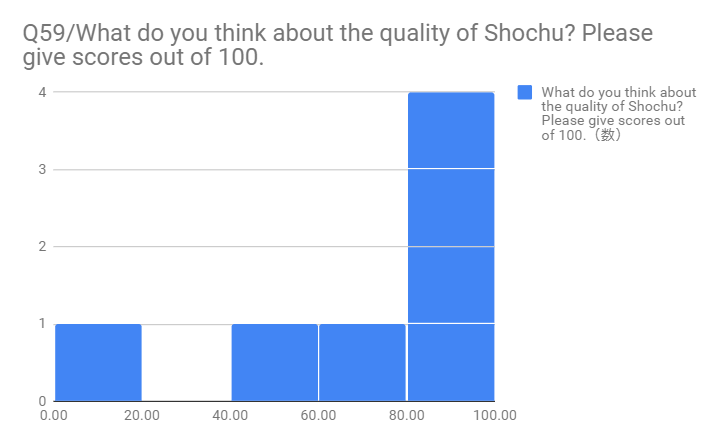 Q59/What do you think about the quality of Shochu? Please
give scores out of 100.
4
3
2
1
0
0.00 20.00 40.00 60.00 80.00 100.00
What do you think about
the quality of Shochu?
Please give scores out
of 100.（数）